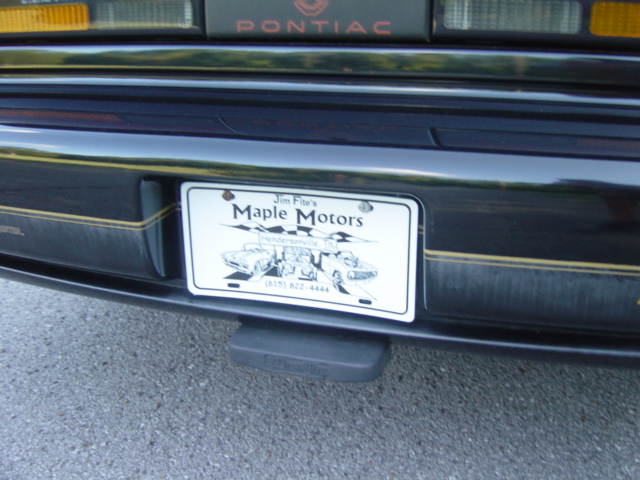 PONTIAC
Jim Fite's
Maple Motors
Hendersonville, TN
(615) 822-4444